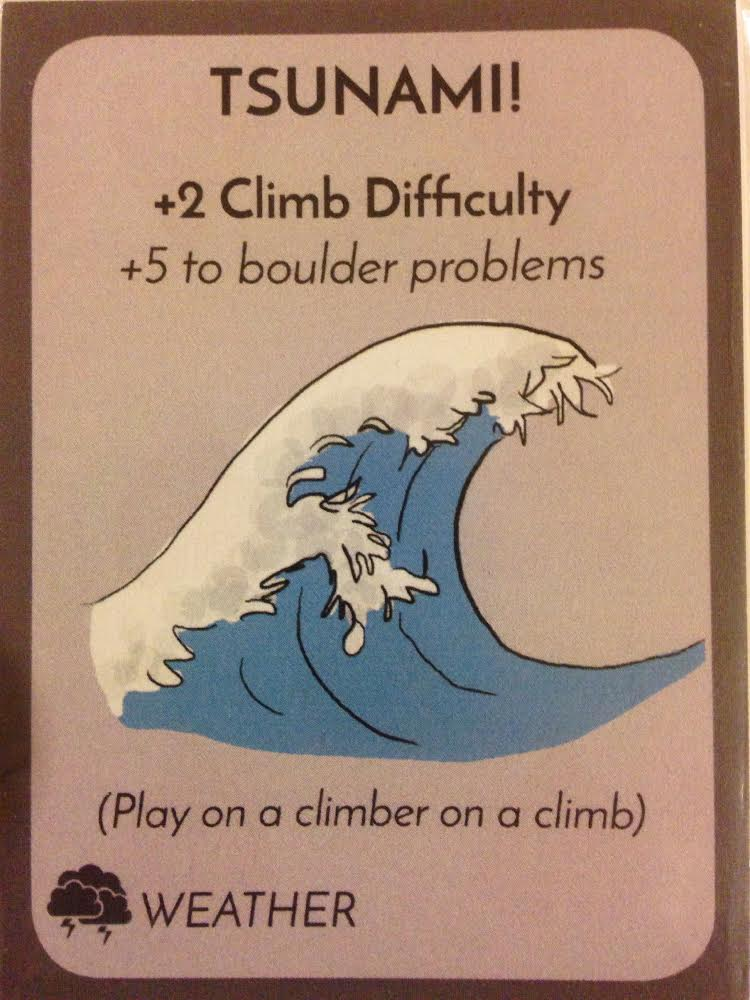 TSUNAMI!
+2 Climb Difficulty
+5 to boulder problems
(Play on a climber on a climb)
WEATHER